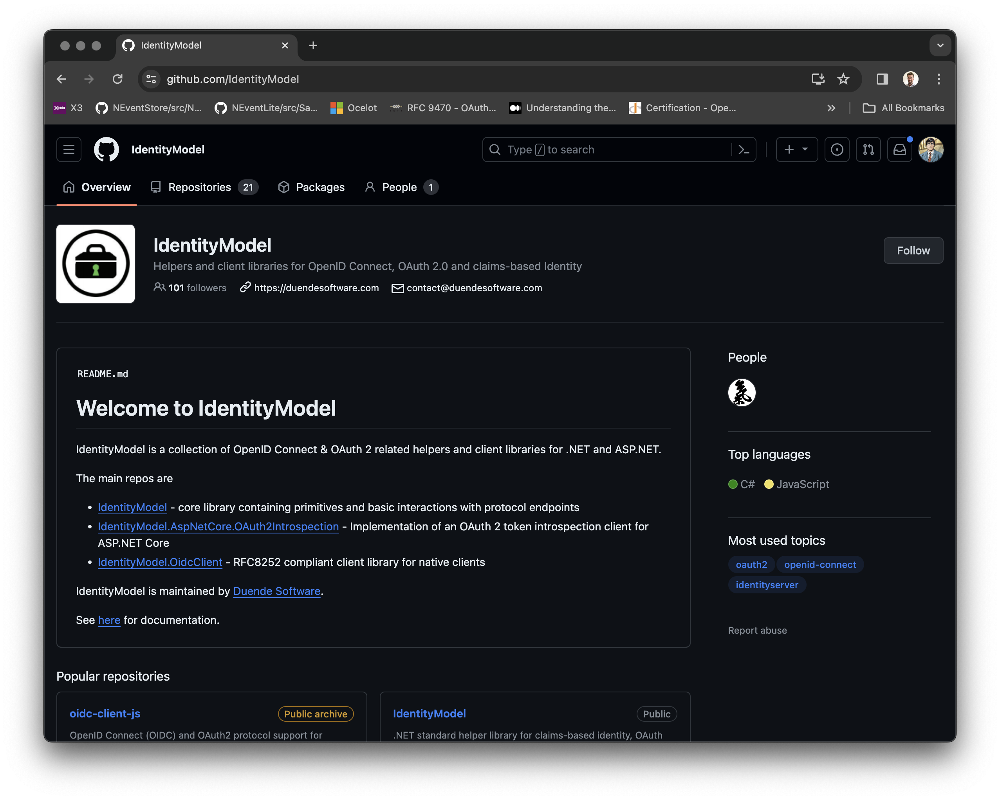 IdentityModel
github.com/IdentityModel
Xebia X3 NEventStore/src/N... NEventLite/src/Sa... Ocelot RFC 9470 - OAuth... Understanding the... Certification - Ope... All Bookmarks
IdentityModel Type / to search
Overview Repositories 21 Packages People 1
IdentityModel
Follow
Helpers and client libraries for OpenID Connect, OAuth 2.0 and claims-based Identity
101 followers https://duendesoftware.com contact@duendesoftware.com
README.md
Welcome to IdentityModel
IdentityModel is a collection of OpenID Connect & OAuth 2 related helpers and client libraries for .NET and ASP.NET.
The main repos are
• IdentityModel - core library containing primitives and basic interactions with protocol endpoints
• IdentityModel.AspNetCore.OAuth2Introspection - Implementation of an OAuth 2 token introspection client for
ASP.NET Core
• IdentityModel.OidcClient - RFC8252 compliant client library for native clients
IdentityModel is maintained by Duende Software.
See here for documentation.
People
Top languages
C# JavaScript
Most used topics
oauth2 openid-connect
identityserver
Report abuse
Popular repositories
oidc-client-js Public archive
OpenID Connect (OIDC) and OAuth2 protocol support for
IdentityModel Public
.NET standard helper library for claims-based identity, OAuth